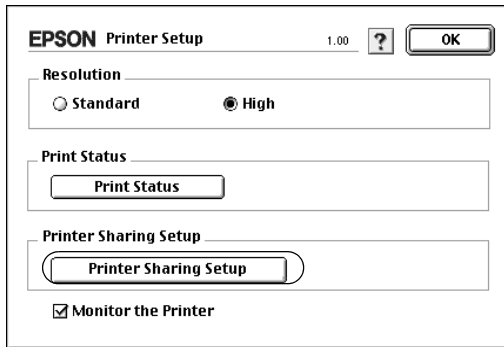 EPSON Printer Setup 1.00 ? OK
Resolution
Standard High
Print Status
Print Status
Printer Sharing Setup
Printer Sharing Setup
Monitor the Printer